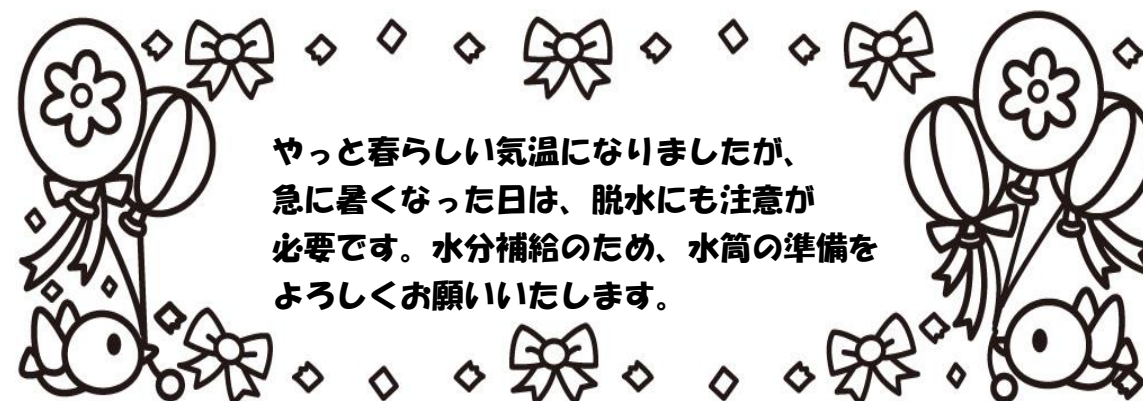 やっと春らしい気温になりましたが、
急に暑くなった日は、脱水にも注意が
必要です。水分補給のため、水筒の準備を
よろしくお願いいたします。